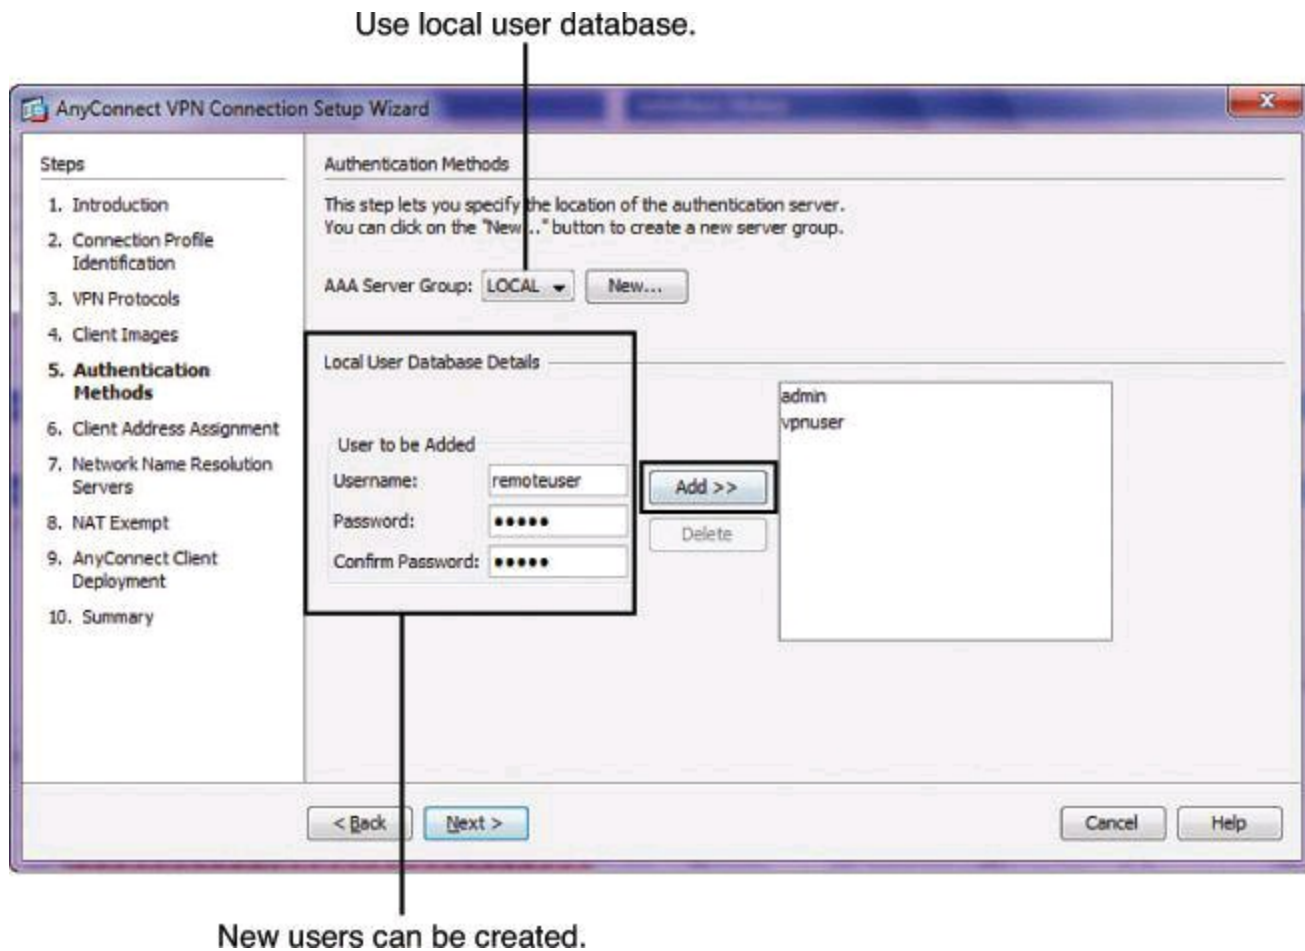 Use local user database.
AnyConnect VPN Connection Setup Wizard
Steps
1. Introduction
2. Connection Profile
Identification
3. VPN Protocols
4. Client Images
5. Authentication
Methods
6. Client Address Assignment
7. Network Name Resolution
Servers
8. NAT Exempt
9. AnyConnect Client
Deployment
10. Summary
Authentication Methods
This step lets you specify the location of the authentication server.
You can click on the "New..." button to create a new server group.
AAA Server Group: LOCAL New...
Local User Database Details
User to be Added
Username: remoteuser
Password: •••••
Confirm Password: •••••
Add >>
Delete
admin
vpnuser
< Back Next > Cancel Help
New users can be created.